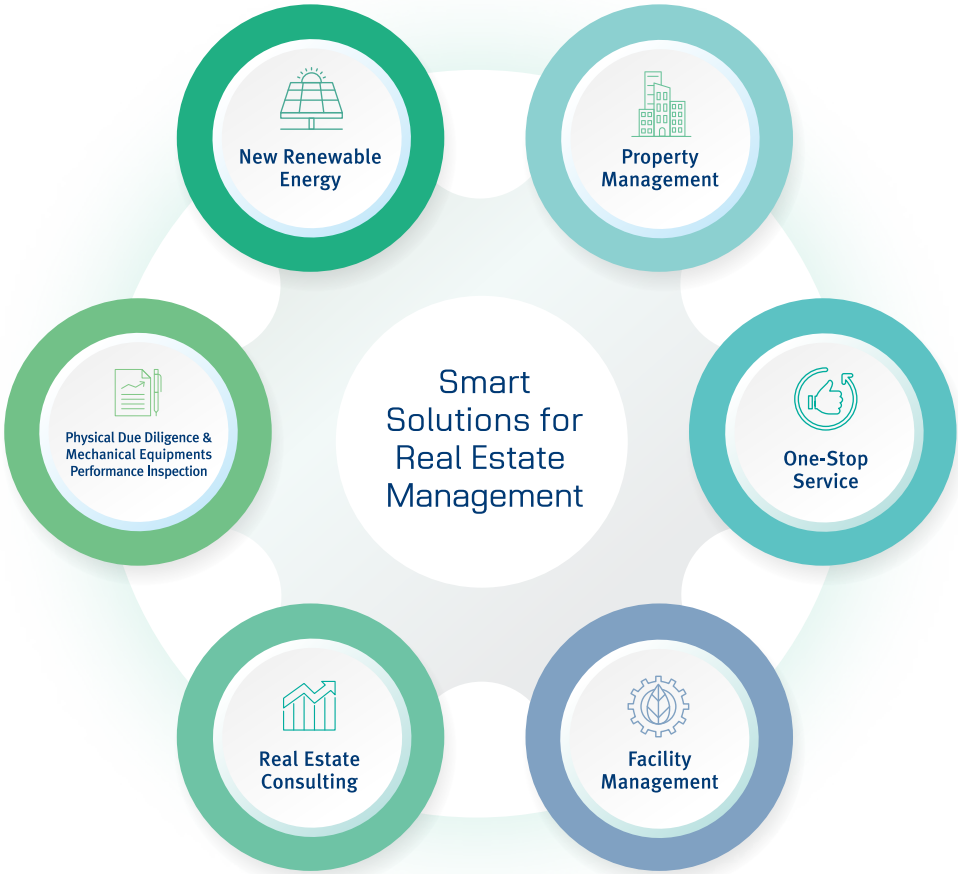 New Renewable
Energy
Property
Management
Physical Due Diligence &
Mechanical Equipments
Performance Inspection
Smart
Solutions for
Real Estate
Management
One-Stop
Service
Real Estate
Consulting
Facility
Management